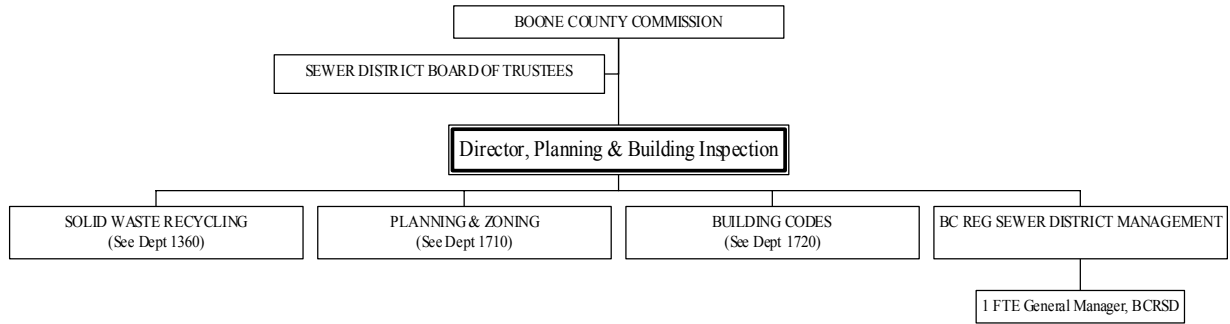 BOONE COUNTY COMMISSION
SEWER DISTRICT BOARD OF TRUSTEES
Director, Planning & Building Inspection
SOLID WASTE RECYCLING
(See Dept 1360)
PLANNING & ZONING
(See Dept 1710)
BUILDING CODES
(See Dept 1720)
BC REG SEWER DISTRICT MANAGEMENT
1 FTE General Manager, BCRSD